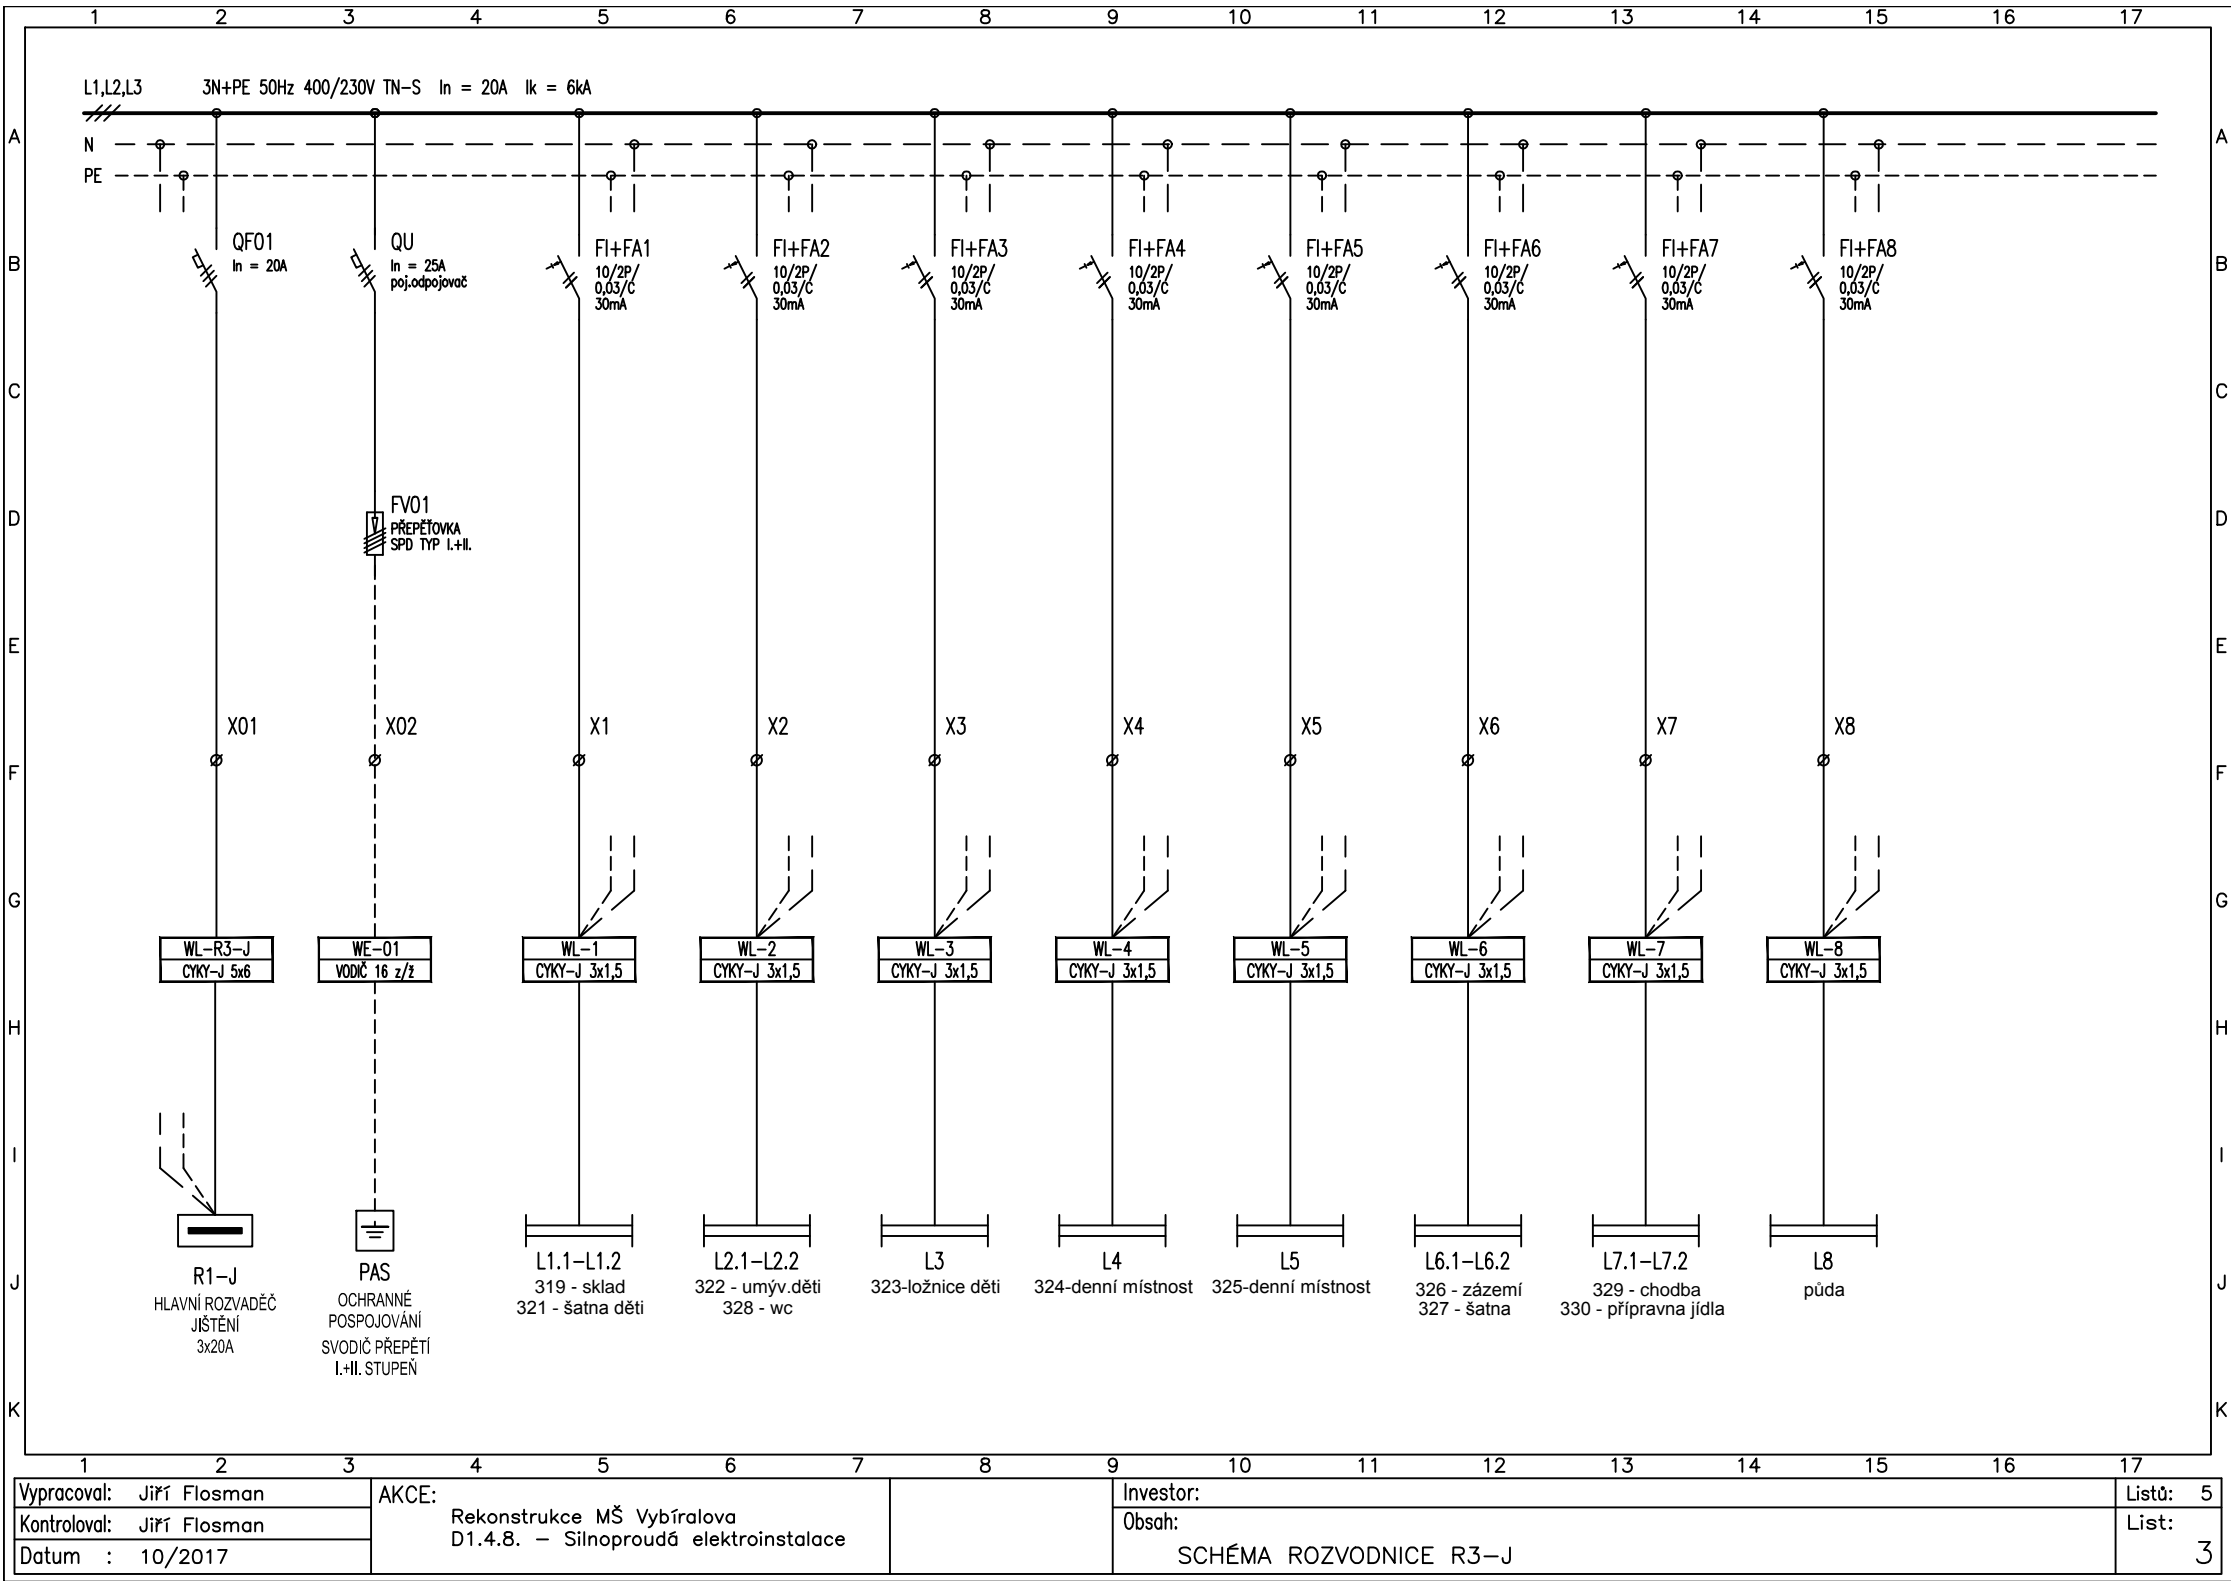 1 2 3 4 5 6 7 8 9 10 11 12 13 14 15 16 17
L1,L2,L3 3N+PE 50Hz 400/230V TN-S In = 20A Ik = 6kA
A N A
PE
QF01 QU FI+FA1 FI+FA2 FI+FA3 FI+FA4 FI+FA5 FI+FA6 FI+FA7 FI+FA8
B In = 20A In = 25A 10/2P/ 10/2P/ 10/2P/ 10/2P/ 10/2P/ 10/2P/ 10/2P/ 10/2P/ B
poj.odpojovač 0,03/C 0,03/C 0,03/C 0,03/C 0,03/C 0,03/C 0,03/C 0,03/C
30mA 30mA 30mA 30mA 30mA 30mA 30mA 30mA
C C
FV01
D PŘEPĚŤOVKA D
SPD TYP I.+II.
E E
X01 X02 X1 X2 X3 X4 X5 X6 X7 X8
F F
G G
WL-R3-J WE-01 WL-1 WL-2 WL-3 WL-4 WL-5 WL-6 WL-7 WL-8
CYKY-J 5x6 VODIČ 16 z/ž CYKY-J 3x1,5 CYKY-J 3x1,5 CYKY-J 3x1,5 CYKY-J 3x1,5 CYKY-J 3x1,5 CYKY-J 3x1,5 CYKY-J 3x1,5 CYKY-J 3x1,5
H H
I I
R1-J PAS L1.1-L1.2 L2.1-L2.2 L3 L4 L5 L6.1-L6.2 L7.1-L7.2 L8
J 319 - sklad 322 - umýv.děti 323-ložnice děti 324-denní místnost 325-denní místnost 326 - zázemí 329 - chodba půda J
HLAVNÍ ROZVADĚČ OCHRANNÉ 321 - šatna děti 328 - wc 327 - šatna 330 - přípravna jídla
JIŠTĚNÍ POSPOJOVÁNÍ
3x20A SVODIČ PŘEPĚTÍ
I.+II. STUPEŇ
K K
1 2 3 4 5 6 7 8 9 10 11 12 13 14 15 16 17
Vypracoval: Jiří Flosman
Kontroloval: Jiří Flosman
Datum : 10/2017
AKCE:
Rekonstrukce MŠ Vybíralova
D1.4.8. - Silnoproudá elektroinstalace
Investor:
Obsah:
SCHÉMA ROZVODNICE R3-J
Listů: 5
List:
3